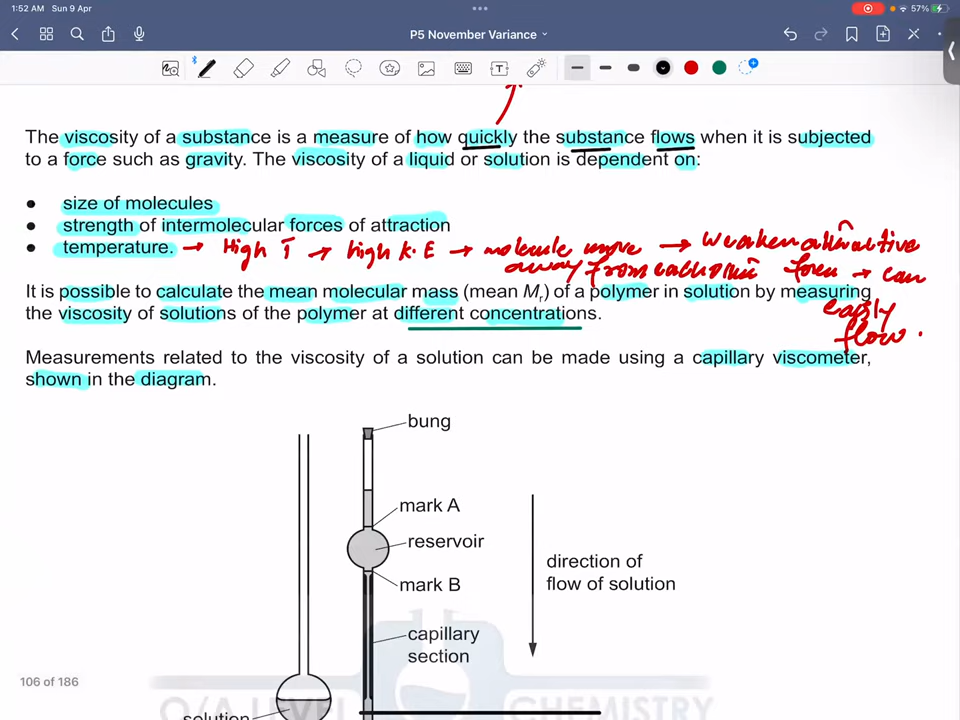 1:52 AM Sun 9 Apr
57%
P5 November Variance
The viscosity of a substance is a measure of how quickly the substance flows when it is subjected
to a force such as gravity. The viscosity of a liquid or solution is dependent on:
size of molecules
strength of intermolecular forces of attraction
temperature. → High T → high K.E → molecule move → Weaken attractive
away from each other force → can
It is possible to calculate the mean molecular mass (mean Mr) of a polymer in solution by measuring
easily
the viscosity of solutions of the polymer at different concentrations.
flow.
Measurements related to the viscosity of a solution can be made using a capillary viscometer,
shown in the diagram.
bung
mark A
reservoir
mark B
direction of
flow of solution
capillary
section
106 of 186
solution
O/A LEVEL CHEMISTRY